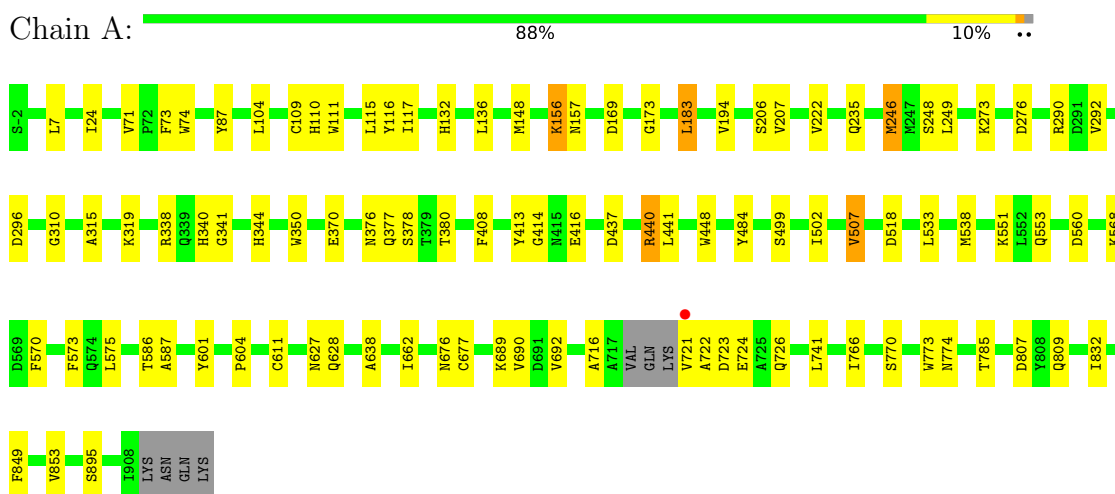 Chain A:
88% 10% ••
S-2 L7 I24 V71 P72 F73 W74 Y87 L104 C109 H110 W111 L115 Y116 I117 H132 L136 M148 K156 N157 D169 G173 L183 V194 S206 V207 V222 Q235 M246 M247 S248 L249 K273 D276 R290 D291 V292
D296 G310 A315 K319 R338 Q339 H340 G341 H344 W350 E370 N376 Q377 S378 T379 T380 F408 Y413 G414 N415 E416 D437 R440 L441 W448 Y484 S499 I502 V507 D518 L533 M538 K551 L552 Q553 D560 K568
D569 F570 F573 Q574 L575 T586 A587 Y601 P604 C611 N627 Q628 A638 I662 N676 C677 K689 V690 D691 V692 A716 A717 VAL GLN LYS V721 A722 D723 E724 A725 Q726 L741 I766 S770 W773 N774 T785 D807 Y808 Q809 I832
F849 V853 S895 I908 LYS ASN GLN LYS